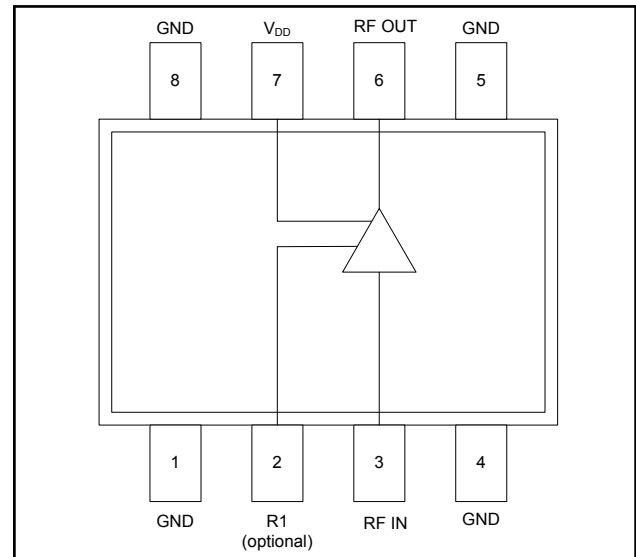 GND VDD RF OUT GND
8 7 6 5
1 2 3 4
GND R1 RF IN GND
(optional)